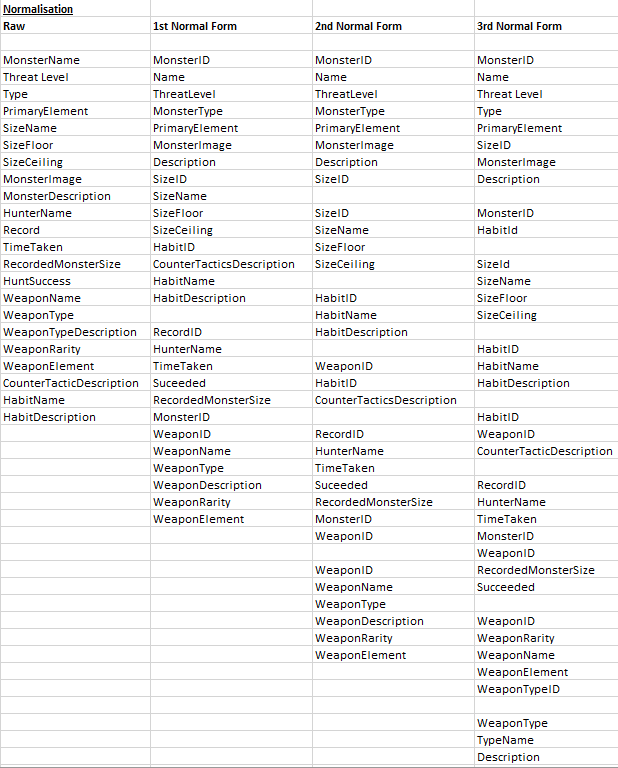 Normalisation
Raw 1st Normal Form 2nd Normal Form 3rd Normal Form
MonsterName MonsterID MonsterID MonsterID
Threat Level Name Name Name
Type ThreatLevel ThreatLevel Threat Level
PrimaryElement MonsterType MonsterType Type
SizeName PrimaryElement PrimaryElement PrimaryElement
SizeFloor MonsterImage MonsterImage SizeID
SizeCeiling Description Description MonsterImage
MonsterImage SizeID SizeID Description
MonsterDescription SizeName
HunterName SizeFloor SizeID MonsterID
Record SizeCeiling SizeName HabitId
TimeTaken HabitID SizeFloor
RecordedMonsterSize CounterTacticsDescription SizeCeiling SizeId
HuntSuccess HabitName SizeName
WeaponName HabitDescription HabitID SizeFloor
WeaponType HabitName SizeCeiling
WeaponTypeDescription RecordID HabitDescription
WeaponRarity HunterName HabitID
WeaponElement TimeTaken WeaponID HabitName
CounterTacticDescription Suceeded HabitID HabitDescription
HabitName RecordedMonsterSize CounterTacticsDescription
HabitDescription MonsterID HabitID
WeaponID RecordID WeaponID
WeaponName HunterName CounterTacticDescription
WeaponType TimeTaken
WeaponDescription Suceeded RecordID
WeaponRarity RecordedMonsterSize HunterName
WeaponElement MonsterID TimeTaken
WeaponID MonsterID
WeaponID
WeaponID RecordedMonsterSize
WeaponName Succeeded
WeaponType
WeaponDescription WeaponID
WeaponRarity WeaponRarity
WeaponElement WeaponName
WeaponElement
WeaponTypeID
WeaponType
TypeName
Description